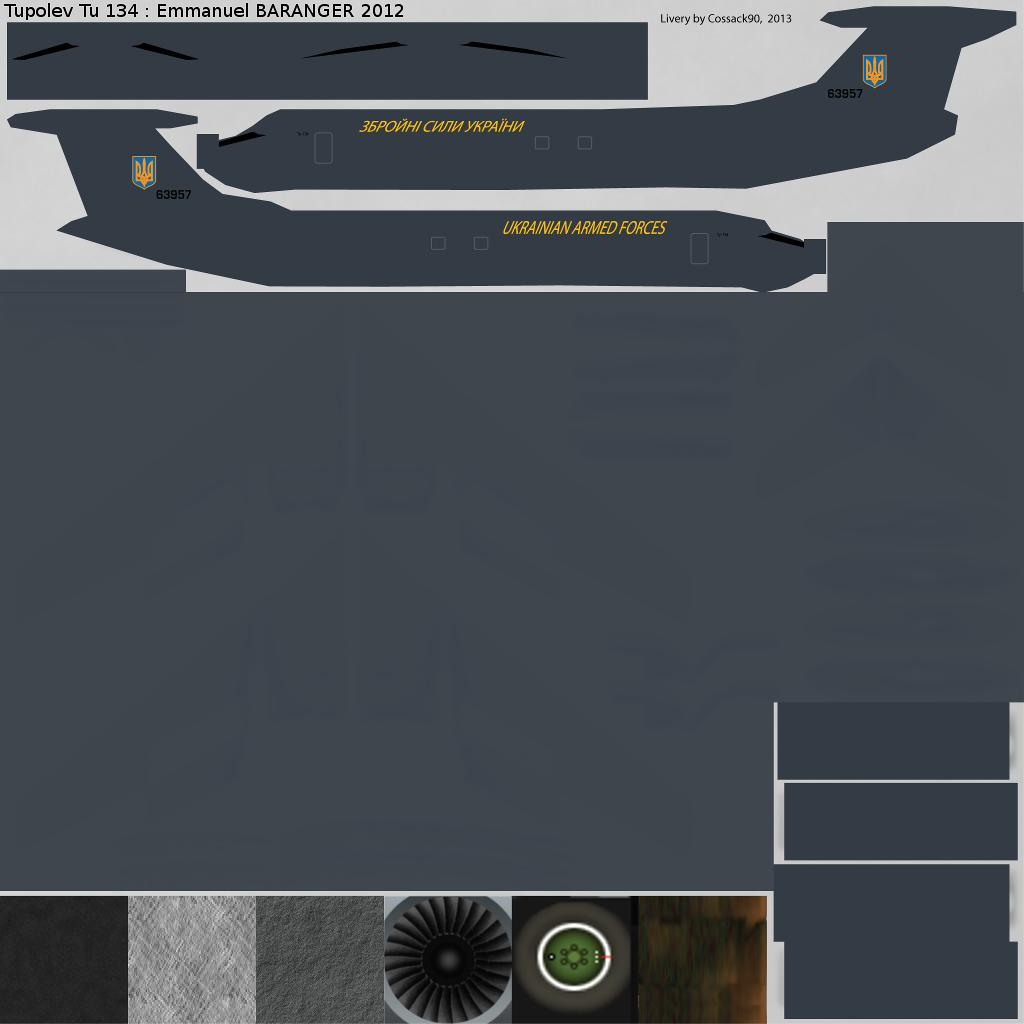 Tupolev Tu 134 : Emmanuel BARANGER 2012
Livery by Cossack90, 2013
63957
ЗБРОЙНІ СИЛИ УКРАЇНИ
63957
UKRAINIAN ARMED FORCES